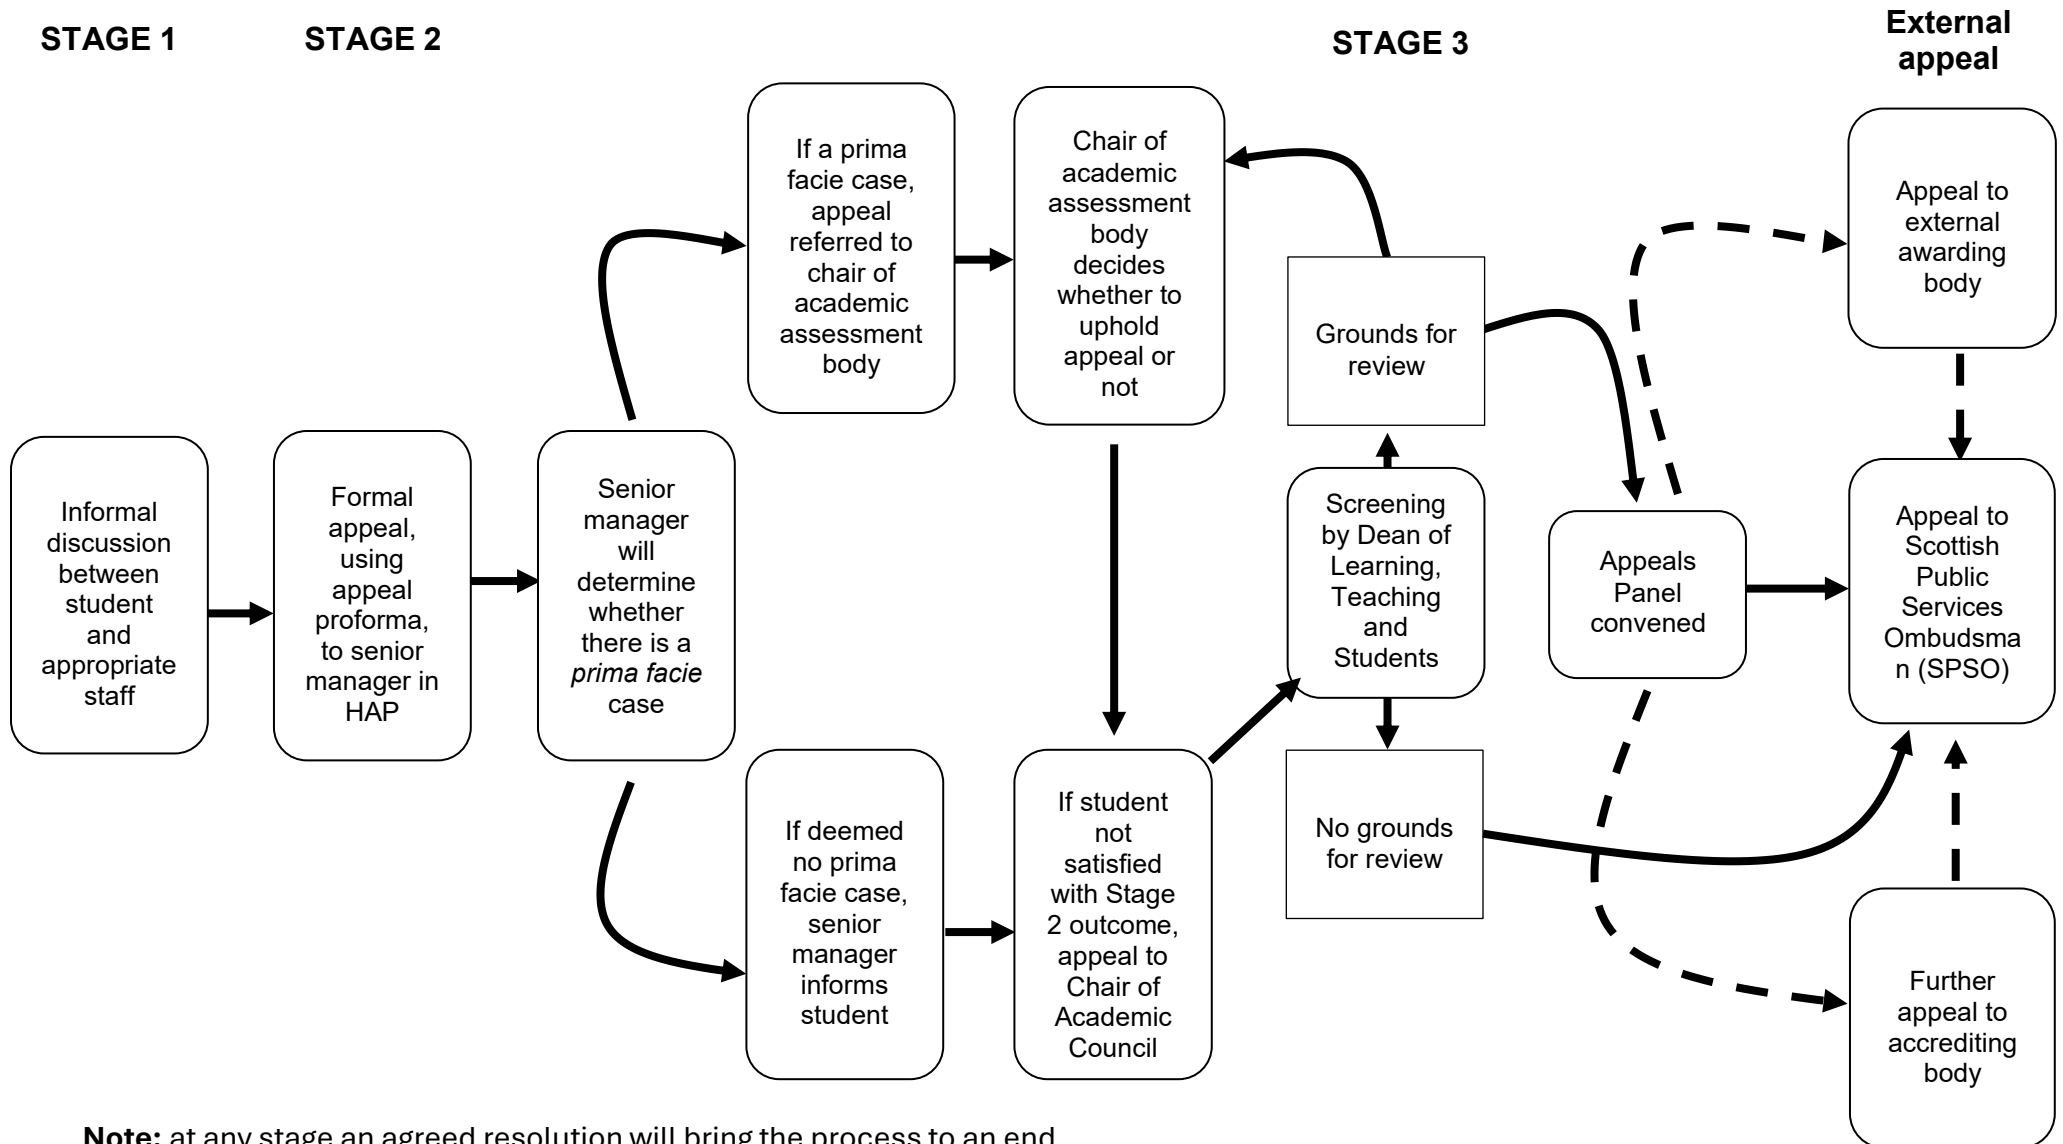 STAGE 1
STAGE 2
STAGE 3
External
appeal
Informal
discussion
between
student
and
appropriate
staff
Formal
appeal,
using
appeal
proforma,
to senior
manager in
HAP
Senior
manager
will
determine
whether
there is a
prima facie
case
If a prima
facie case,
appeal
referred to
chair of
academic
assessment
body
Chair of
academic
assessment
body
decides
whether to
uphold
appeal or
not
If deemed
no prima
facie case,
senior
manager
informs
student
If student
not
satisfied
with Stage
2 outcome,
appeal to
Chair of
Academic
Council
Grounds for
review
Screening
by Dean of
Learning,
Teaching
and
Students
No grounds
for review
Appeals
Panel
convened
Appeal to
external
awarding
body
Appeal to
Scottish
Public
Services
Ombudsma
n (SPSO)
Further
appeal to
accrediting
body
Note: at any stage an agreed resolution will bring the process to an end